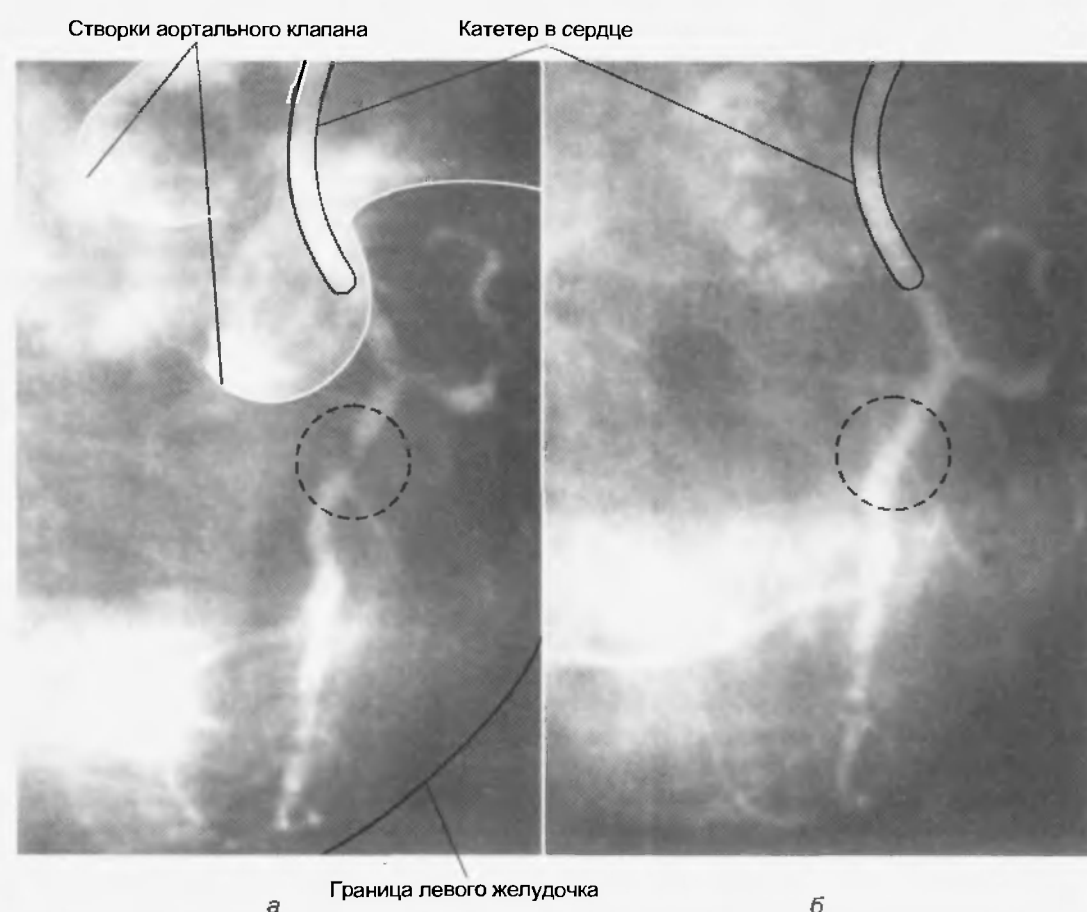 Створки аортального клапана
Катетер в сердце
Граница левого желудочка
а
б